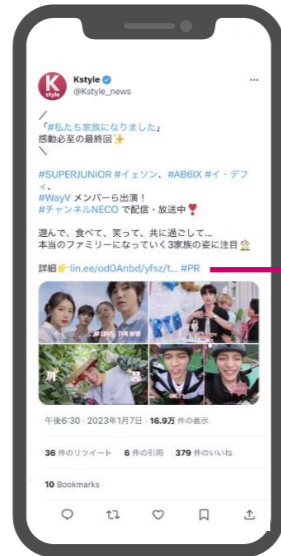 K
style
Kstyle
@Kstyle_news
/
「#私たち家族になりました」
感動必至の最終回✨
\
#SUPERJUNIOR #イェソン、#AB6IX #イ・デフ
ィ、
#WayV メンバーら出演！
#チャンネルNECO で配信・放送中❣️
遊んで、食べて、笑って、共に過ごして...
本当のファミリーになっていく3家族の姿に注目
詳細👉lin.ee/od0Anbd/yfsz/t... #PR
午後6:30 · 2023年1月7日 · 16.9万 件の表示
36 件のリツイート 6 件の引用 379 件のいいね
10 Bookmarks